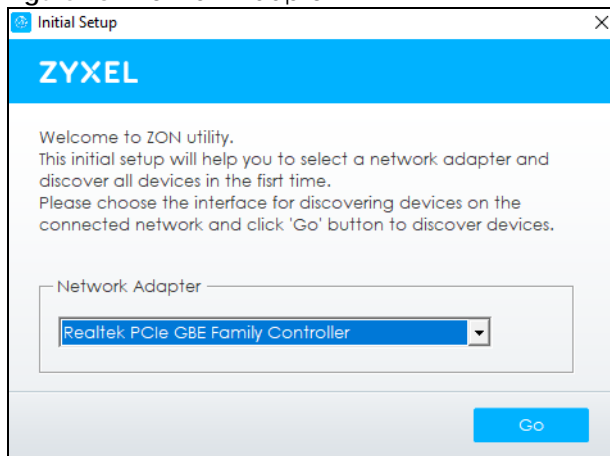 Initial Setup
ZYXEL
Welcome to ZON utility.
This initial setup will help you to select a network adapter and
discover all devices in the fisrt time.
Please choose the interface for discovering devices on the
connected network and click 'Go' button to discover devices.
Network Adapter
Realtek PCIe GBE Family Controller
Go